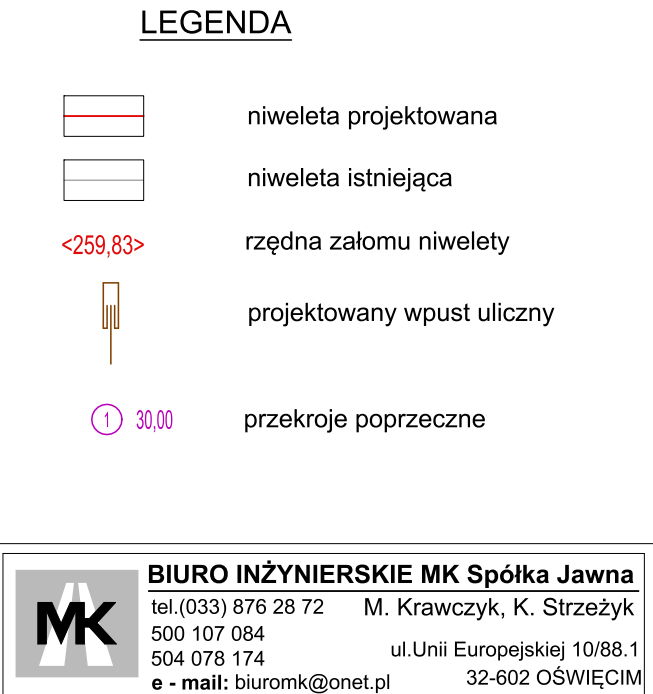 LEGENDA
niweleta projektowana
niweleta istniejąca
<259,83> rzędna załomu niwelety
projektowany wpust uliczny
1 30,00 przekroje poprzeczne
MK
BIURO INŻYNIERSKIE MK Spółka Jawna
tel.(033) 876 28 72 M. Krawczyk, K. Strzeżyk
500 107 084
504 078 174 ul.Unii Europejskiej 10/88.1
e - mail: biuromk@onet.pl 32-602 OŚWIĘCIM